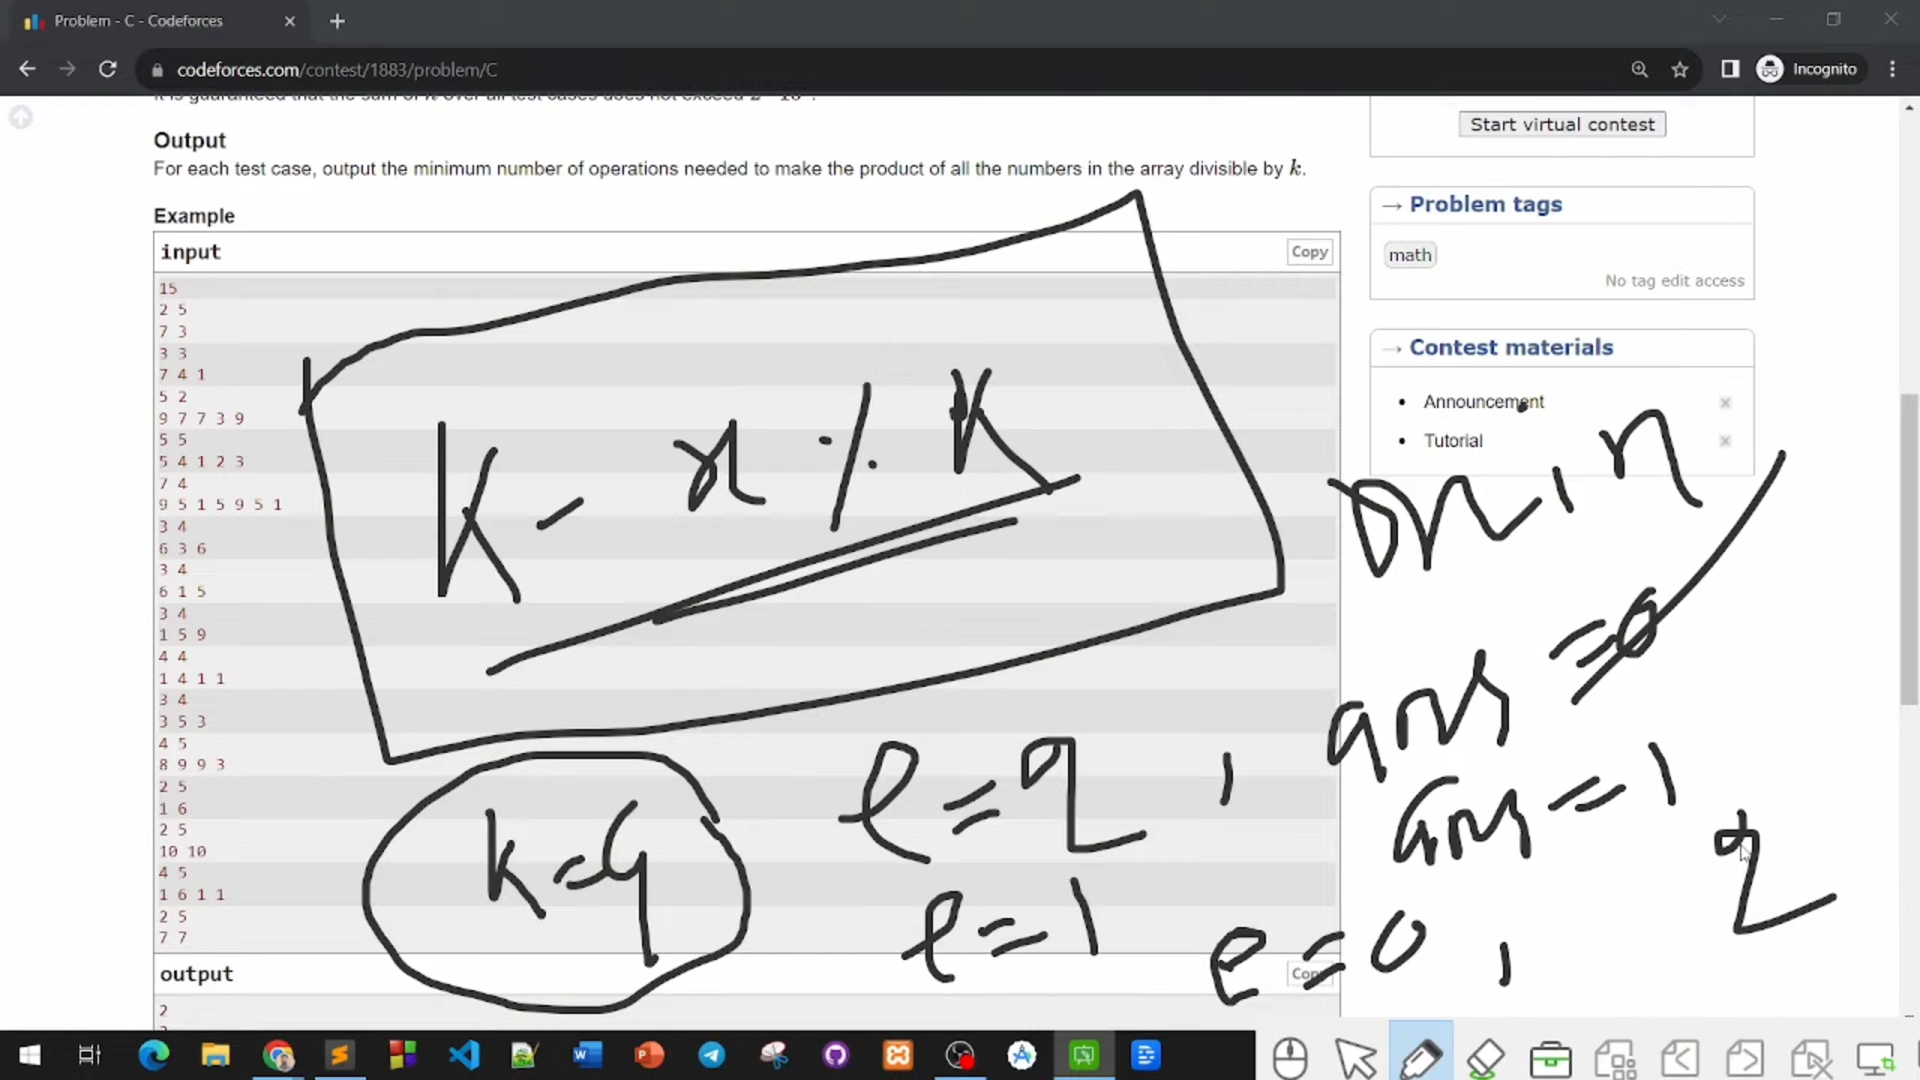 Problem - C - Codeforces
codeforces.com/contest/1883/problem/C
Incognito
Output
For each test case, output the minimum number of operations needed to make the product of all the numbers in the array divisible by k.
Example
input
Copy
15
2 5
7 3
3 3
7 4 1
5 2
9 7 7 3 9
5 5
5 4 1 2 3
7 4
9 5 1 5 9 5 1
3 4
6 3 6
3 4
6 1 5
3 4
1 5 9
4 4
1 4 1 1
3 4
3 5 3
4 5
8 9 9 3
2 5
1 6
2 5
10 10
4 5
1 6 1 1
2 5
7 7
output
2
Start virtual contest
→ Problem tags
math
No tag edit access
→ Contest materials
Announcement
Tutorial
K - x % K
min
k=4
e=2,
ans=0
e=1
ans=1
e=0,
2